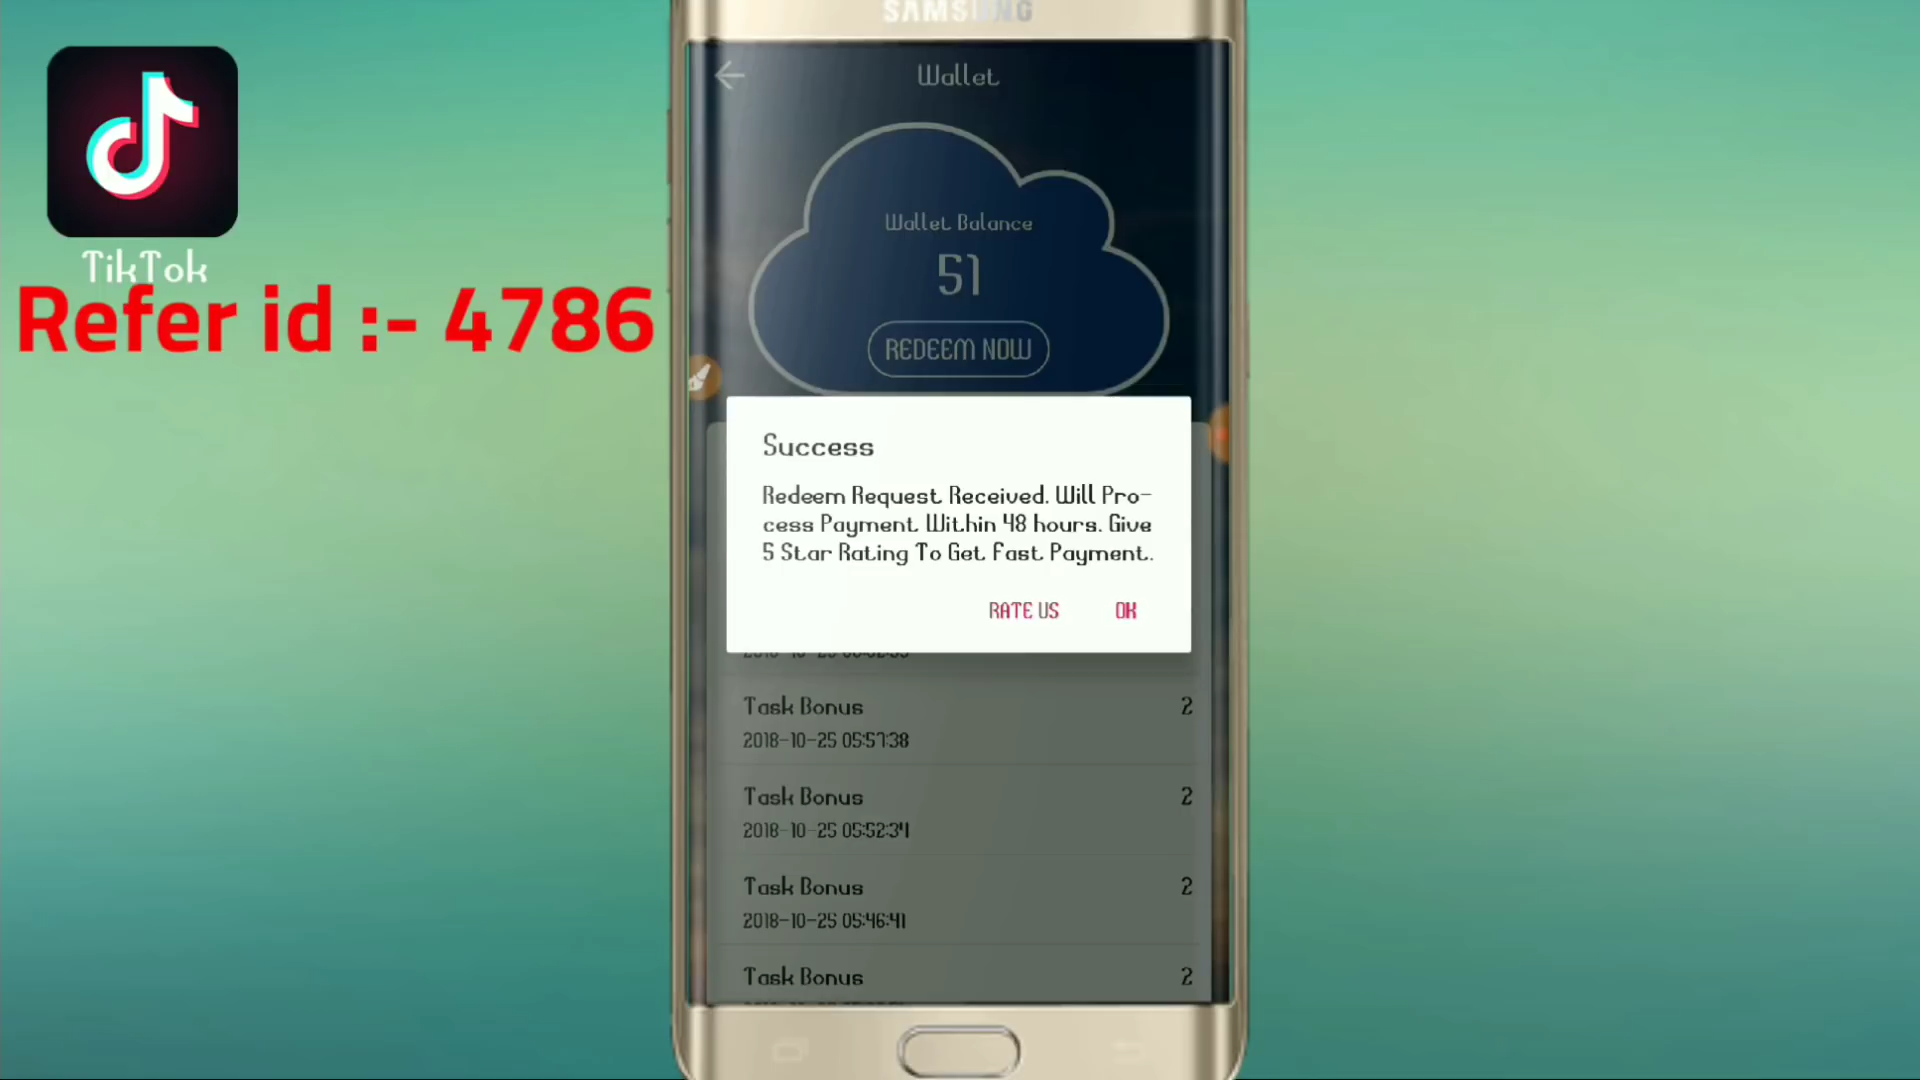 SAMSUNG
Wallet
TikTok
Refer id :- 4786
Wallet Balance
51
REDEEM NOW
Success
Redeem Request Received. Will Pro-
cess Payment Within 48 hours. Give
5 Star Rating To Get Fast Payment.
RATE US OK
Task Bonus 2
2018-10-25 05:57:38
Task Bonus 2
2018-10-25 05:52:34
Task Bonus 2
2018-10-25 05:46:41
Task Bonus 2